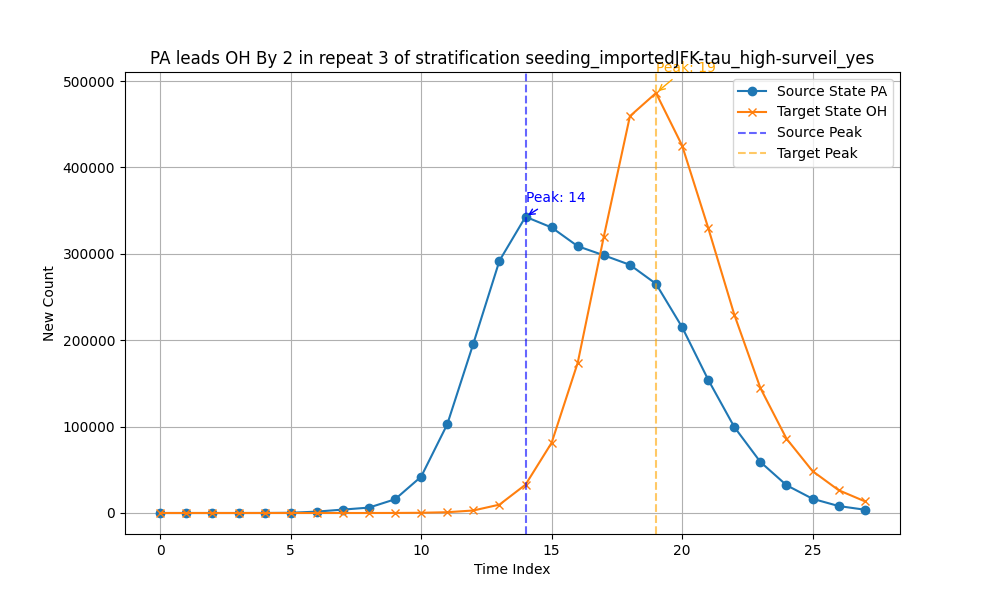 PA leads OH By 2 in repeat 3 of stratification seeding_importedJFK-tau_high-surveil_yes
Peak: 19
500000
Source State PA
Target State OH
Source Peak
Target Peak
400000
Peak: 14
300000
200000
100000
0
New Count
0
5
10
15
20
25
Time Index